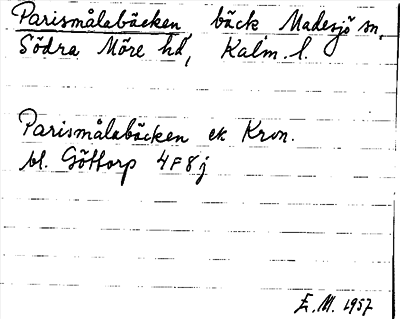 Parismålabäcken, bäck Madesjö sn,
Södra Möre hd, Kalm. l.
Parismålabäcken ek Kron.
bl. Göttorp 4F8j
E.M. 1957